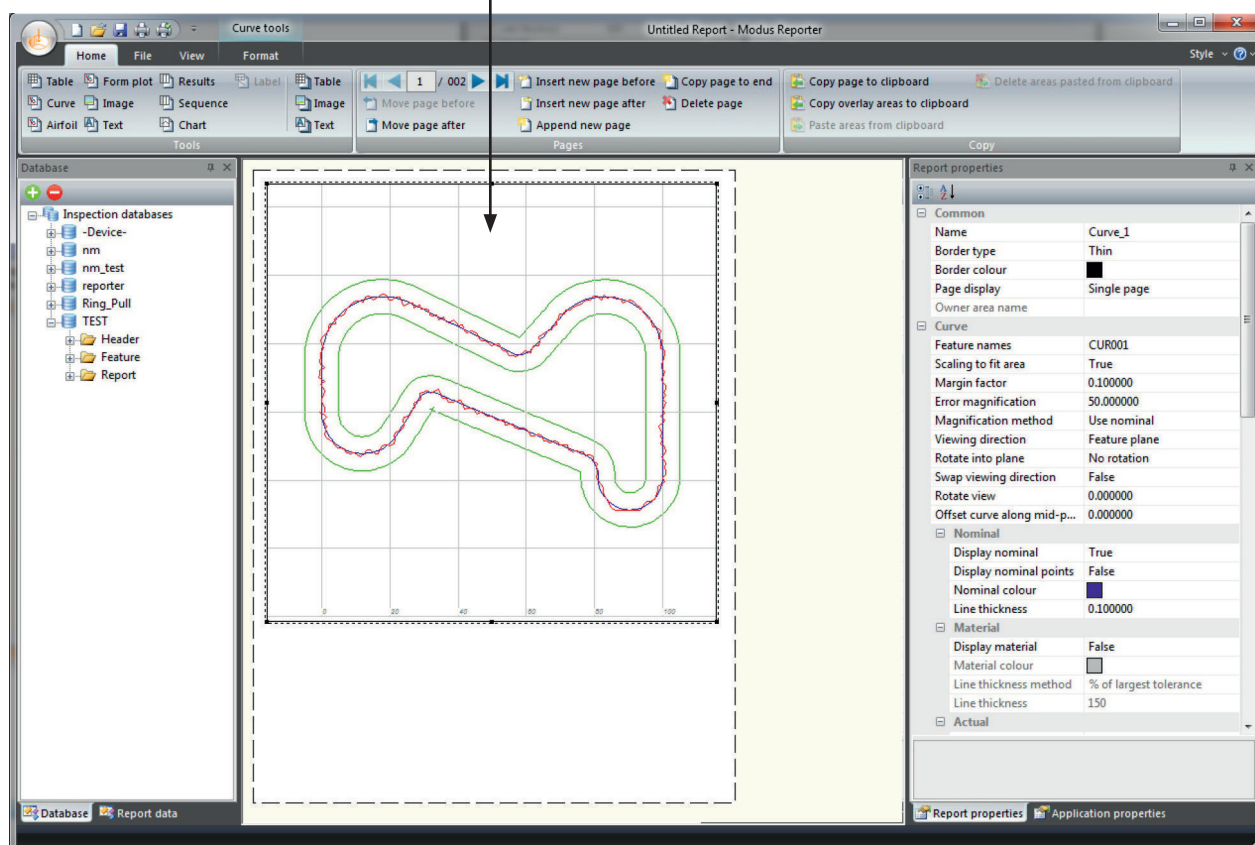 Curve tools
Untitled Report - Modus Reporter
Home File View Format
Style
Table Form plot Results Label Table
Curve Image Sequence Image
Airfoil Text Chart Text
Tools
1 / 002 Insert new page before Copy page to end
Move page before Insert new page after Delete page
Move page after Append new page
Pages
Copy page to clipboard Delete areas pasted from clipboard
Copy overlay areas to clipboard
Paste areas from clipboard
Copy
Database
Inspection databases
-Device-
nm
nm_test
reporter
Ring_Pull
TEST
Header
Feature
Report
Database Report data
0 20 40 60 80 100
Report properties
Common
Name Curve_1
Border type Thin
Border colour
Page display Single page
Owner area name
Curve
Feature names CUR001
Scaling to fit area True
Margin factor 0.100000
Error magnification 50.000000
Magnification method Use nominal
Viewing direction Feature plane
Rotate into plane No rotation
Swap viewing direction False
Rotate view 0.000000
Offset curve along mid-p... 0.000000
Nominal
Display nominal True
Display nominal points False
Nominal colour
Line thickness 0.100000
Material
Display material False
Material colour
Line thickness method % of largest tolerance
Line thickness 150
Actual
Report properties Application properties